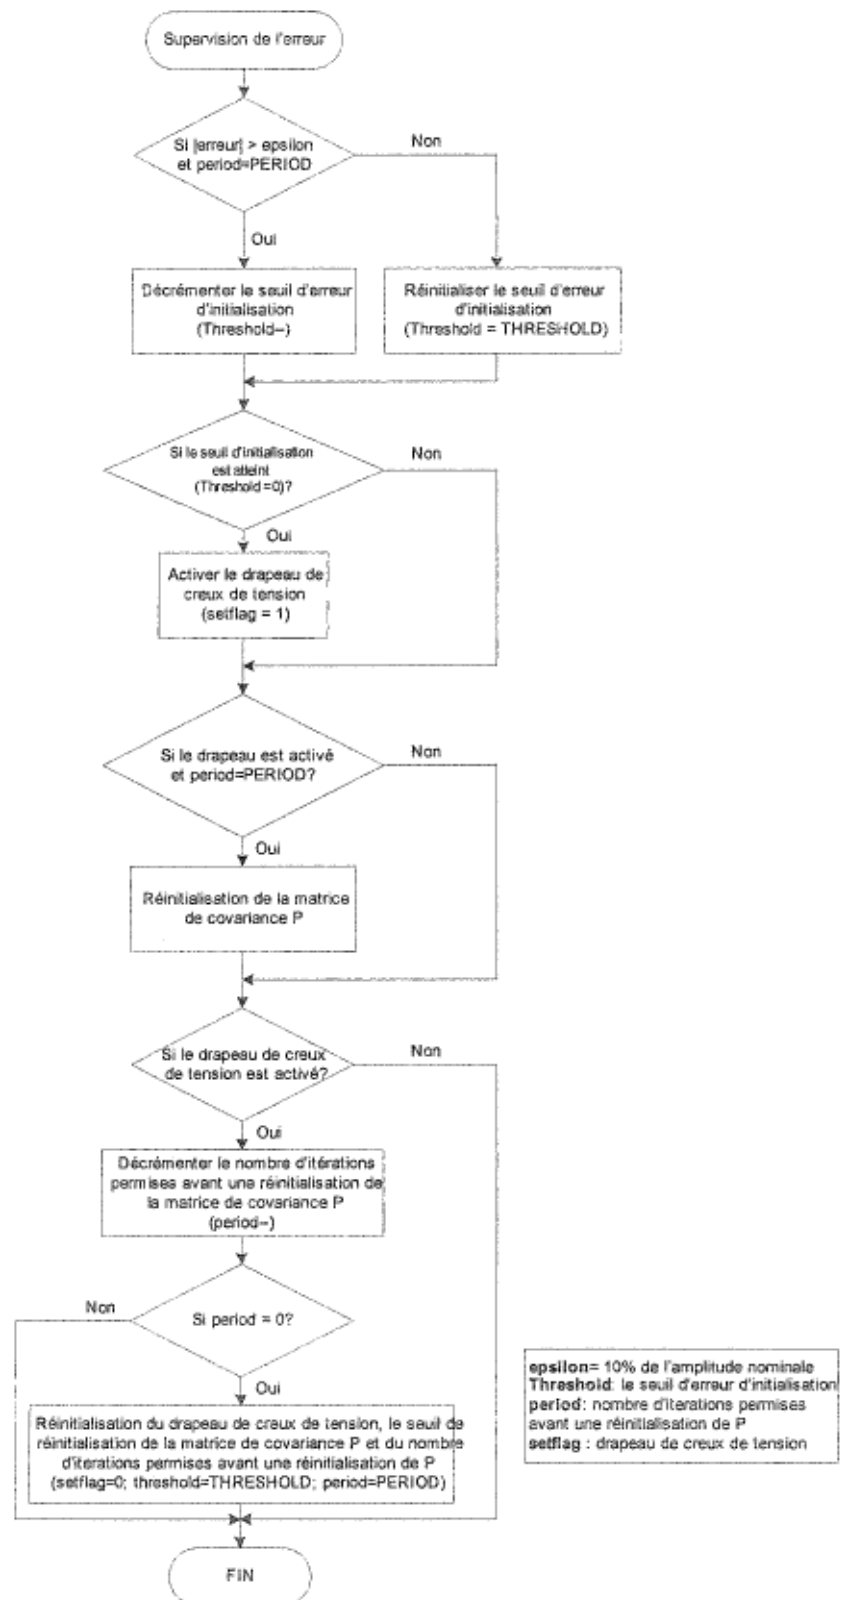 Supervision de l'erreur
Si |erreur| > epsilon
et period=PERIOD
Non
Oui
Décrémenter le seuil d'erreur
d'initialisation
(Threshold--)
Réinitialiser le seuil d'erreur
d'initialisation
(Threshold = THRESHOLD)
Si le seuil d'initialisation
est atteint
(Threshold =0)?
Non
Oui
Activer le drapeau de
creux de tension
(setflag = 1)
Si le drapeau est activé
et period=PERIOD?
Non
Oui
Réinitialisation de la matrice
de covariance P
Si le drapeau de creux
de tension est activé?
Non
Oui
Décrémenter le nombre d'itérations
permises avant une réinitialisation de
la matrice de covariance P
(period--)
Non
Si period = 0?
Oui
Réinitialisation du drapeau de creux de tension, le seuil de
réinitialisation de la matrice de covariance P et du nombre
d'iterations permises avant une réinitialisation de P
(setflag=0; threshold=THRESHOLD; period=PERIOD)
epsilon= 10% de l'amplitude nominale
Threshold: le seuil d'erreur d'initialisation
period: nombre d'iterations permises
avant une réinitialisation de P
setflag : drapeau de creux de tension
FIN